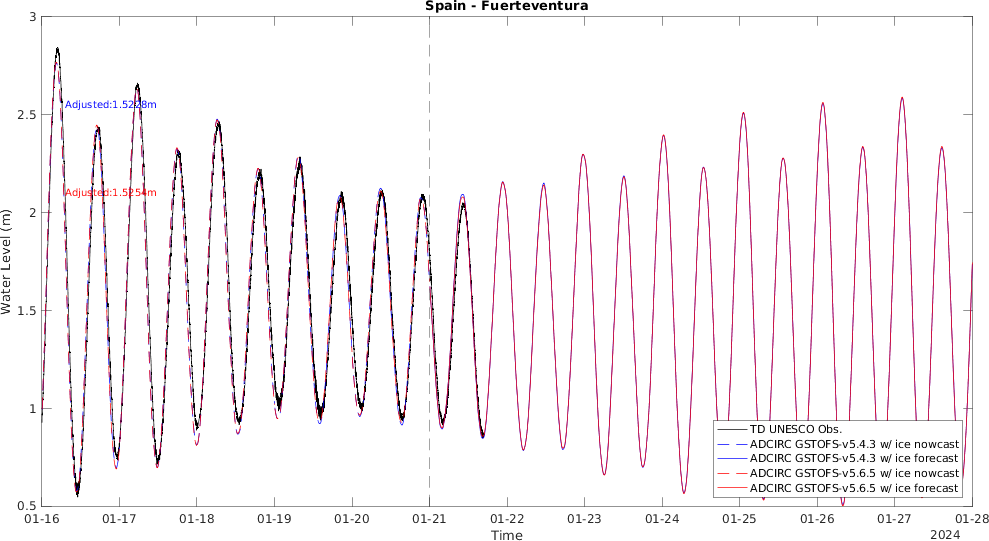 Spain - Fuerteventura
3
2.5
2
1.5
1
0.5
Water Level (m)
Adjusted:1.5228m
Adjusted:1.5254m
TD UNESCO Obs.
ADCIRC GSTOFS-v5.4.3 w/ ice nowcast
ADCIRC GSTOFS-v5.4.3 w/ ice forecast
ADCIRC GSTOFS-v5.6.5 w/ ice nowcast
ADCIRC GSTOFS-v5.6.5 w/ ice forecast
01-16 01-17 01-18 01-19 01-20 01-21 01-22 01-23 01-24 01-25 01-26 01-27 01-28
Time
2024